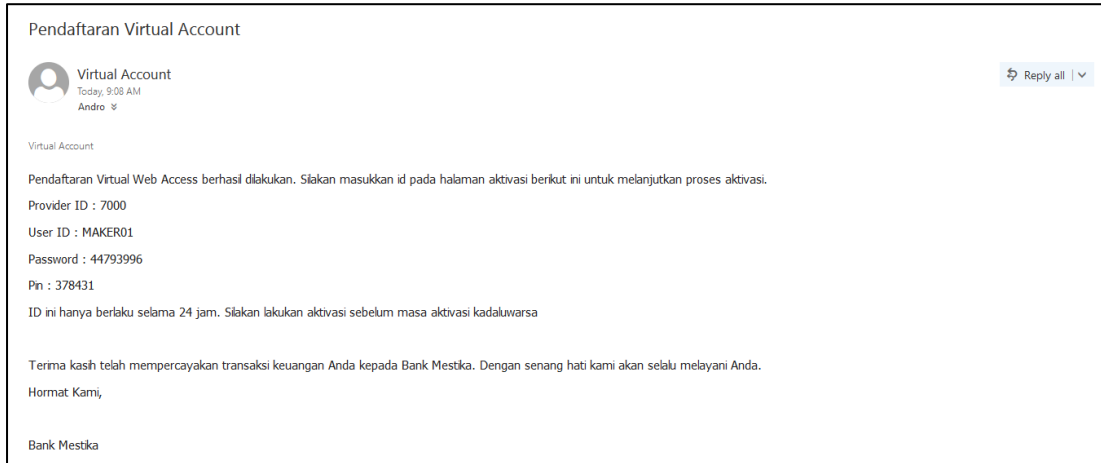 Pendaftaran Virtual Account
Virtual Account
Today, 9:08 AM
Andro
Reply all
Virtual Account
Pendaftaran Virtual Web Access berhasil dilakukan. Silakan masukkan id pada halaman aktivasi berikut ini untuk melanjutkan proses aktivasi.
Provider ID : 7000
User ID : MAKER01
Password : 44793996
Pin : 378431
ID ini hanya berlaku selama 24 jam. Silakan lakukan aktivasi sebelum masa aktivasi kadaluwarsa
Terima kasih telah mempercayakan transaksi keuangan Anda kepada Bank Mestika. Dengan senang hati kami akan selalu melayani Anda.
Hormat Kami,
Bank Mestika